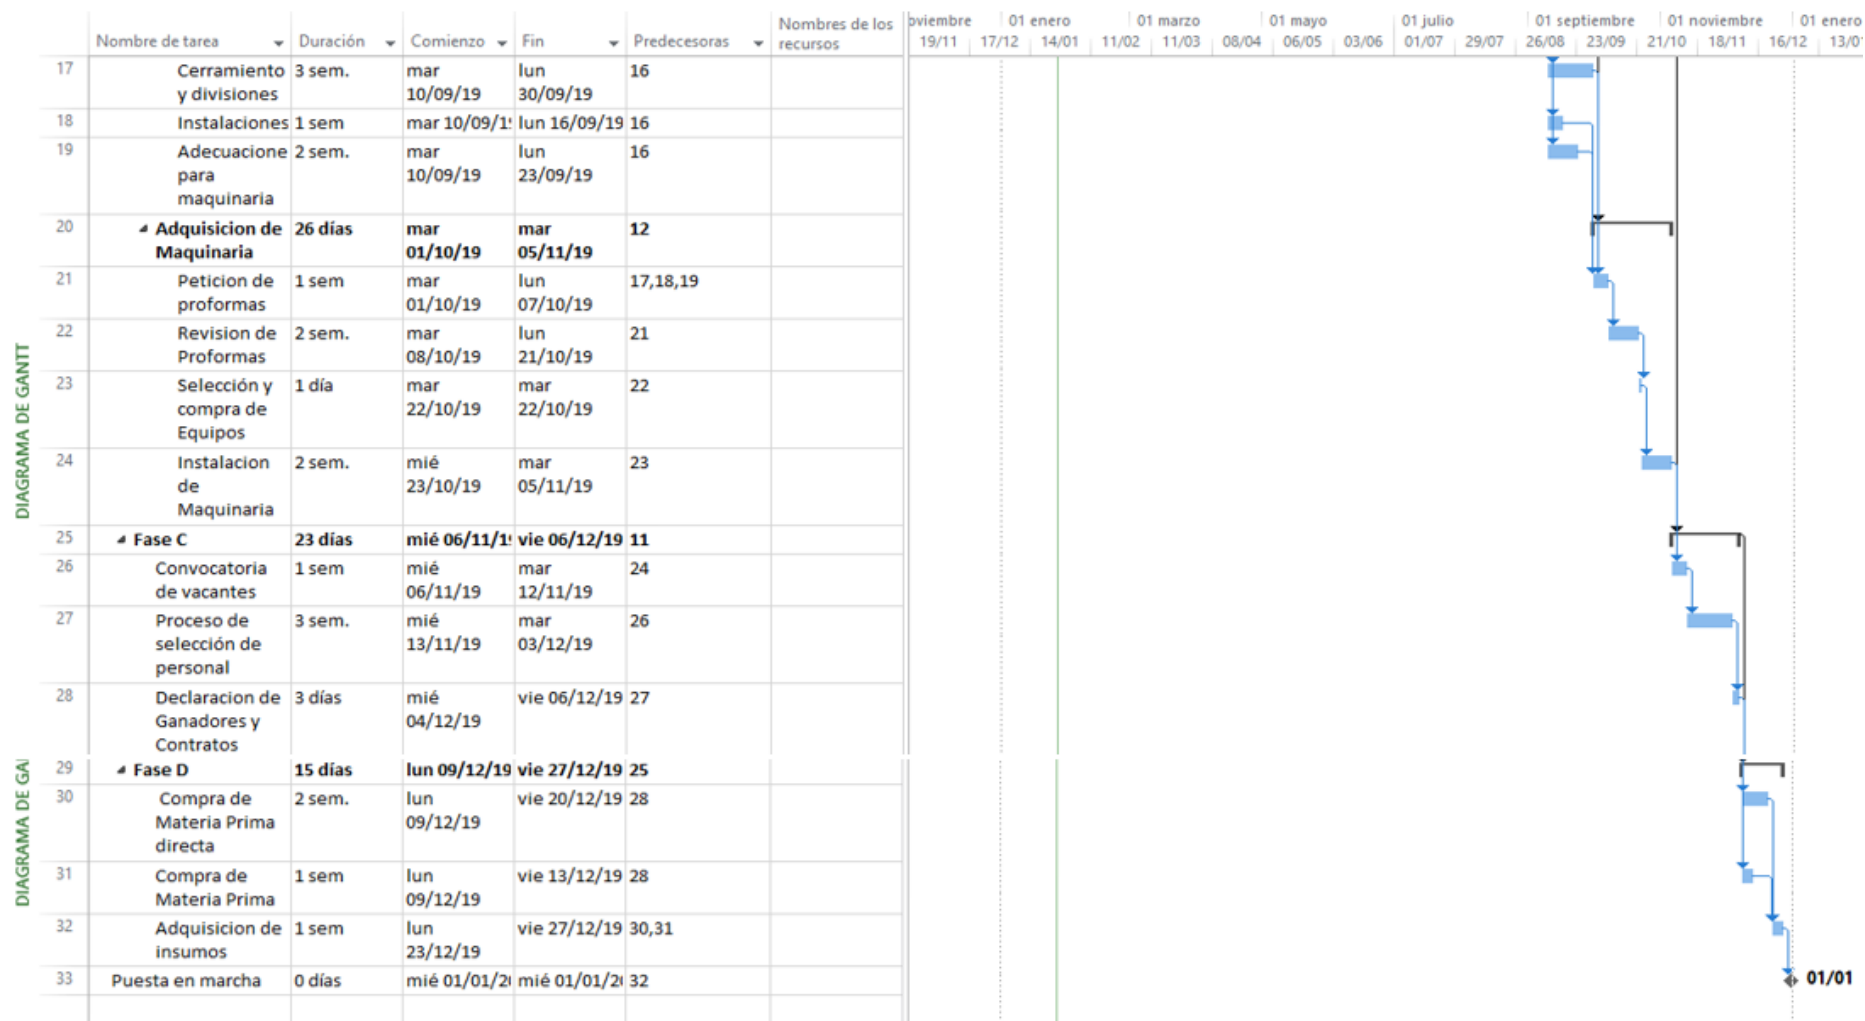 Nombre de tarea Duración Comienzo Fin Predecesoras Nombres de los recursos
oviembre 01 enero 01 marzo 01 mayo 01 julio 01 septiembre 01 noviembre 01 enero
19/11 17/12 14/01 11/02 11/03 08/04 06/05 03/06 01/07 29/07 26/08 23/09 21/10 18/11 16/12 13/01
DIAGRAMA DE GANTT
17 Cerramiento 3 sem. mar lun 16
y divisiones 10/09/19 30/09/19
18 Instalaciones 1 sem mar 10/09/1 lun 16/09/19 16
19 Adecuacione 2 sem. mar lun 16
para 10/09/19 23/09/19
maquinaria
20 Adquisicion de 26 días mar mar 12
Maquinaria 01/10/19 05/11/19
21 Peticion de 1 sem mar lun 17,18,19
proformas 01/10/19 07/10/19
22 Revision de 2 sem. mar lun 21
Proformas 08/10/19 21/10/19
23 Selección y 1 día mar mar 22
compra de 22/10/19 22/10/19
Equipos
24 Instalacion 2 sem. mié mar 23
de 23/10/19 05/11/19
Maquinaria
25 Fase C 23 días mié 06/11/1 vie 06/12/19 11
26 Convocatoria 1 sem mié mar 24
de vacantes 06/11/19 12/11/19
27 Proceso de 3 sem. mié mar 26
selección de 13/11/19 03/12/19
personal
28 Declaracion de 3 días mié vie 06/12/19 27
Ganadores y 04/12/19
Contratos
DIAGRAMA DE GA
29 Fase D 15 días lun 09/12/19 vie 27/12/19 25
30 Compra de 2 sem. lun vie 20/12/19 28
Materia Prima 09/12/19
directa
31 Compra de 1 sem lun vie 13/12/19 28
Materia Prima 09/12/19
32 Adquisicion de 1 sem lun vie 27/12/19 30,31
insumos 23/12/19
33 Puesta en marcha 0 días mié 01/01/2 mié 01/01/2 32
01/01